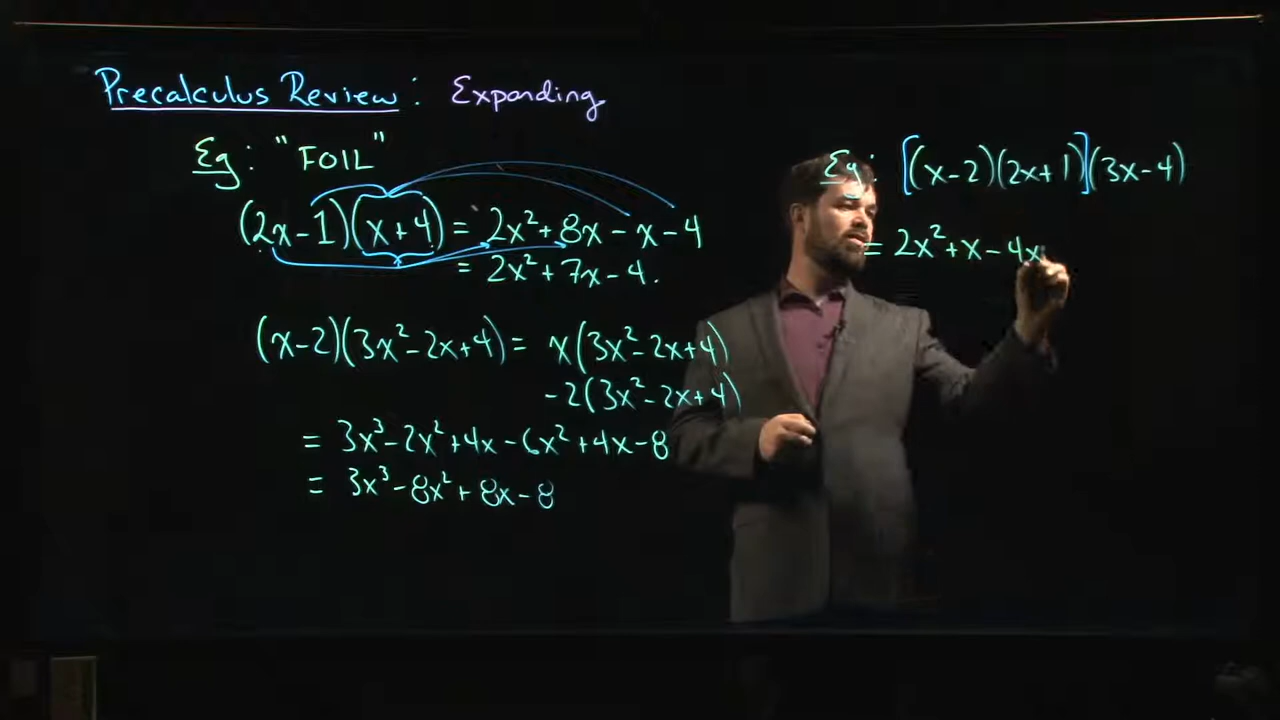 Precalculus Review: Expanding
Eg: "FOIL"
(2x-1)(x+4) = 2x²+8x-x-4
= 2x²+7x-4.
(x-2)(3x²-2x+4) = x(3x²-2x+4)
-2(3x²-2x+4)
= 3x³-2x²+4x-6x²+4x-8
= 3x³-8x²+8x-8
Eg: [(x-2)(2x+1)](3x-4)
= 2x²+x-4x